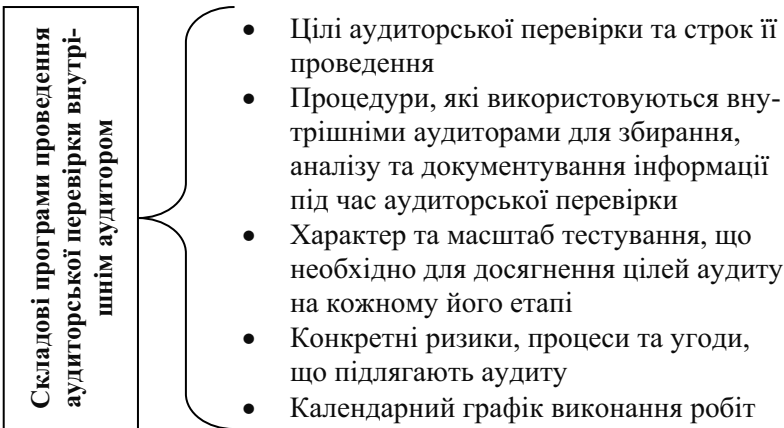 Складові програми проведення
аудиторської перевірки внутрі-
шнім аудитором
• Цілі аудиторської перевірки та строк її
проведення
• Процедури, які використовуються вну-
трішніми аудиторами для збирання,
аналізу та документування інформації
під час аудиторської перевірки
• Характер та масштаб тестування, що
необхідно для досягнення цілей аудиту
на кожному його етапі
• Конкретні ризики, процеси та угоди,
що підлягають аудиту
• Календарний графік виконання робіт